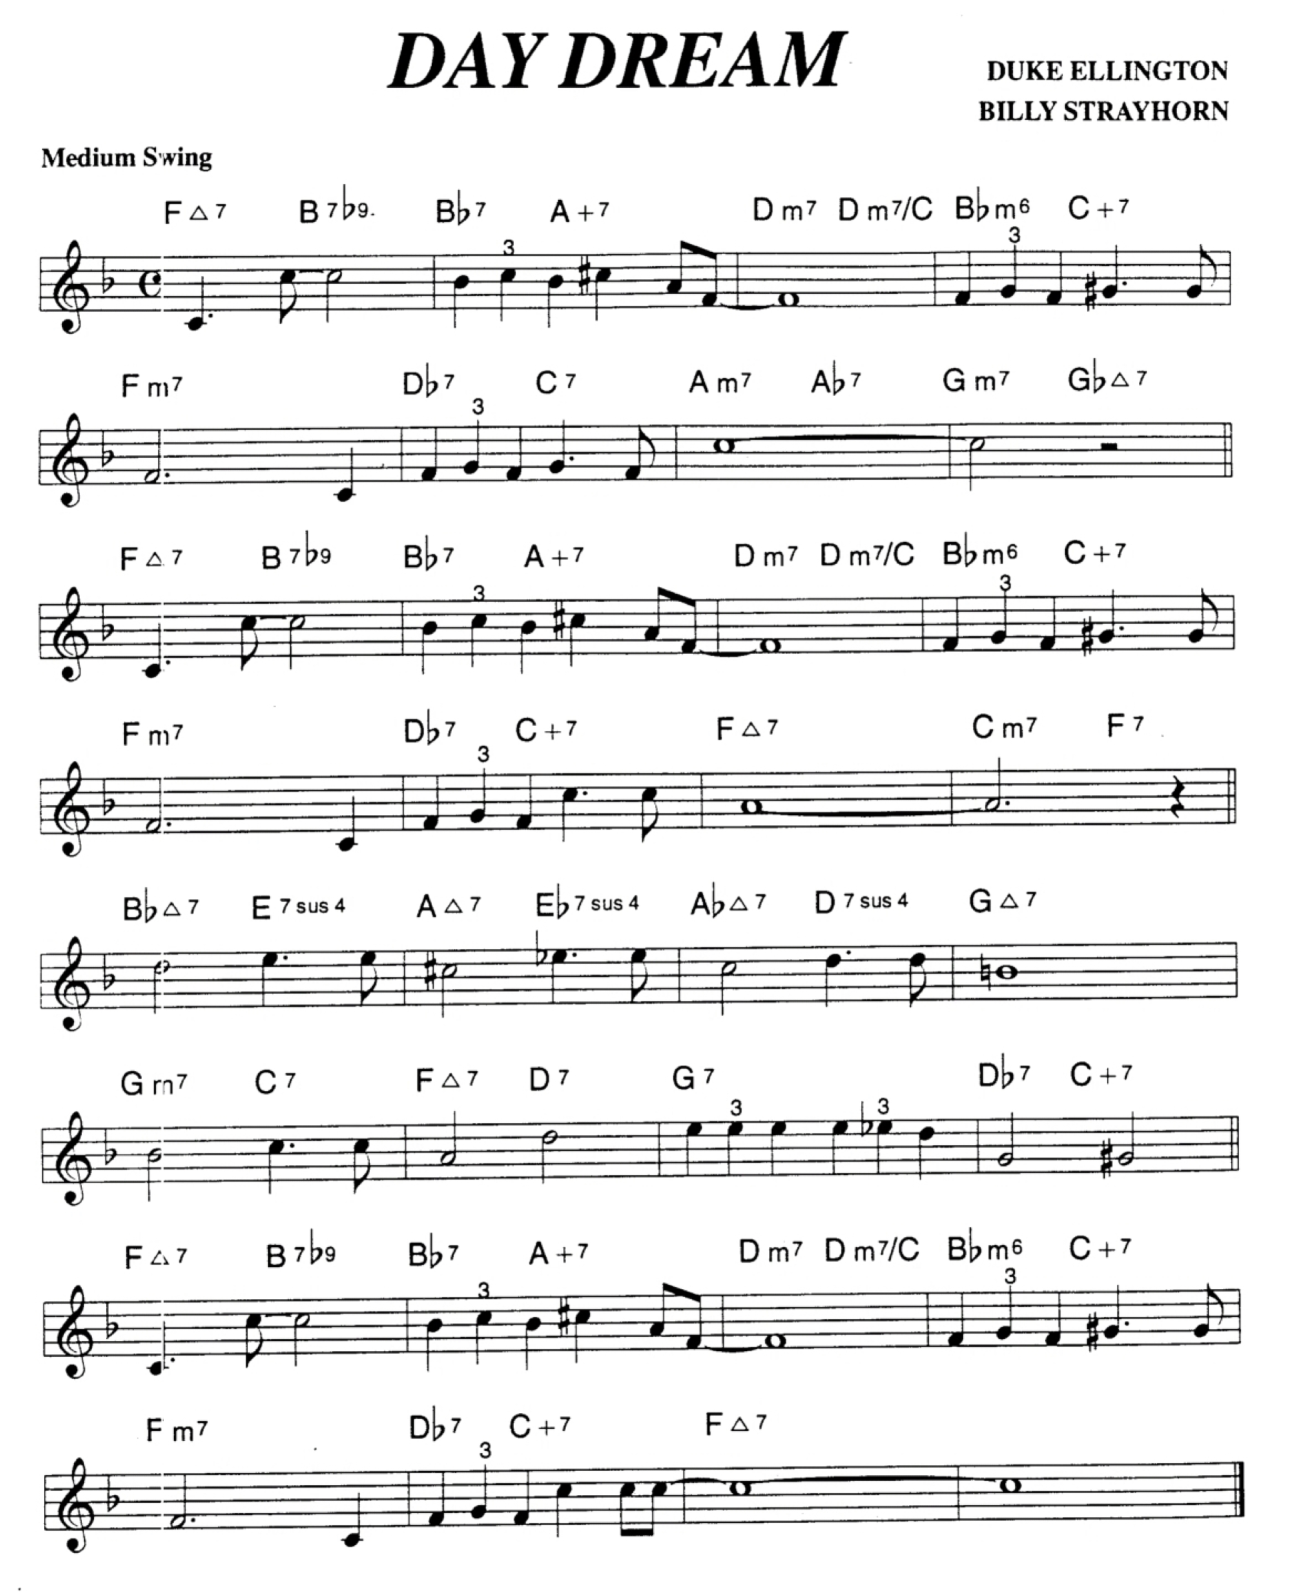 DAY DREAM
DUKE ELLINGTON
BILLY STRAYHORN
Medium Swing
F△7 B7♭9 B♭7 A+7 Dm7 Dm7/C B♭m6 C+7
3 3
Fm7 D♭7 C7 Am7 A♭7 Gm7 G♭△7
3
F△7 B7♭9 B♭7 A+7 Dm7 Dm7/C B♭m6 C+7
3 3
Fm7 D♭7 C+7 F△7 Cm7 F7
3
B♭△7 E7sus4 A△7 E♭7sus4 A♭△7 D7sus4 G△7
Gm7 C7 F△7 D7 G7 D♭7 C+7
3 3
F△7 B7♭9 B♭7 A+7 Dm7 Dm7/C B♭m6 C+7
3 3
Fm7 D♭7 C+7 F△7
3